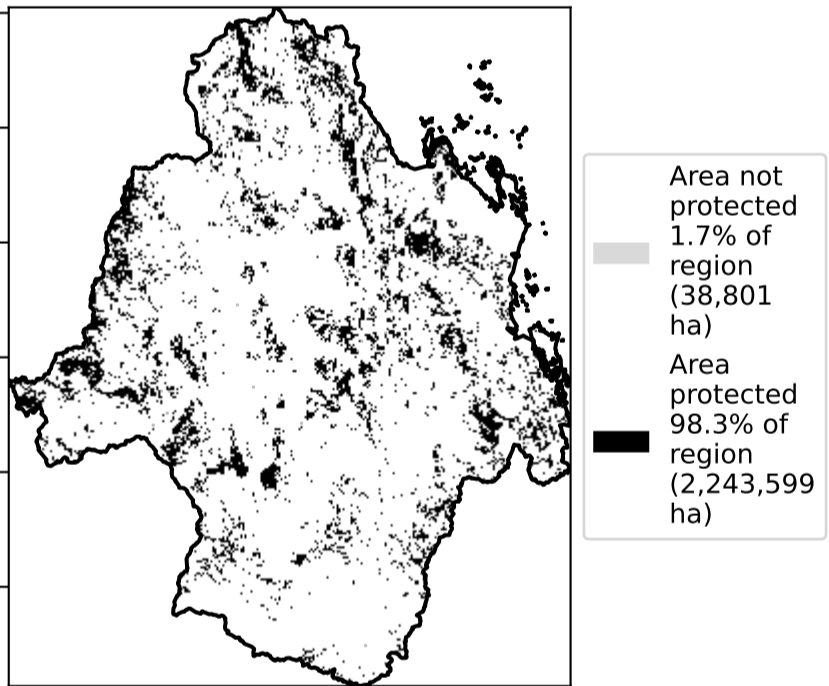 Area not
protected
1.7% of
region
(38,801
ha)
Area
protected
98.3% of
region
(2,243,599
ha)